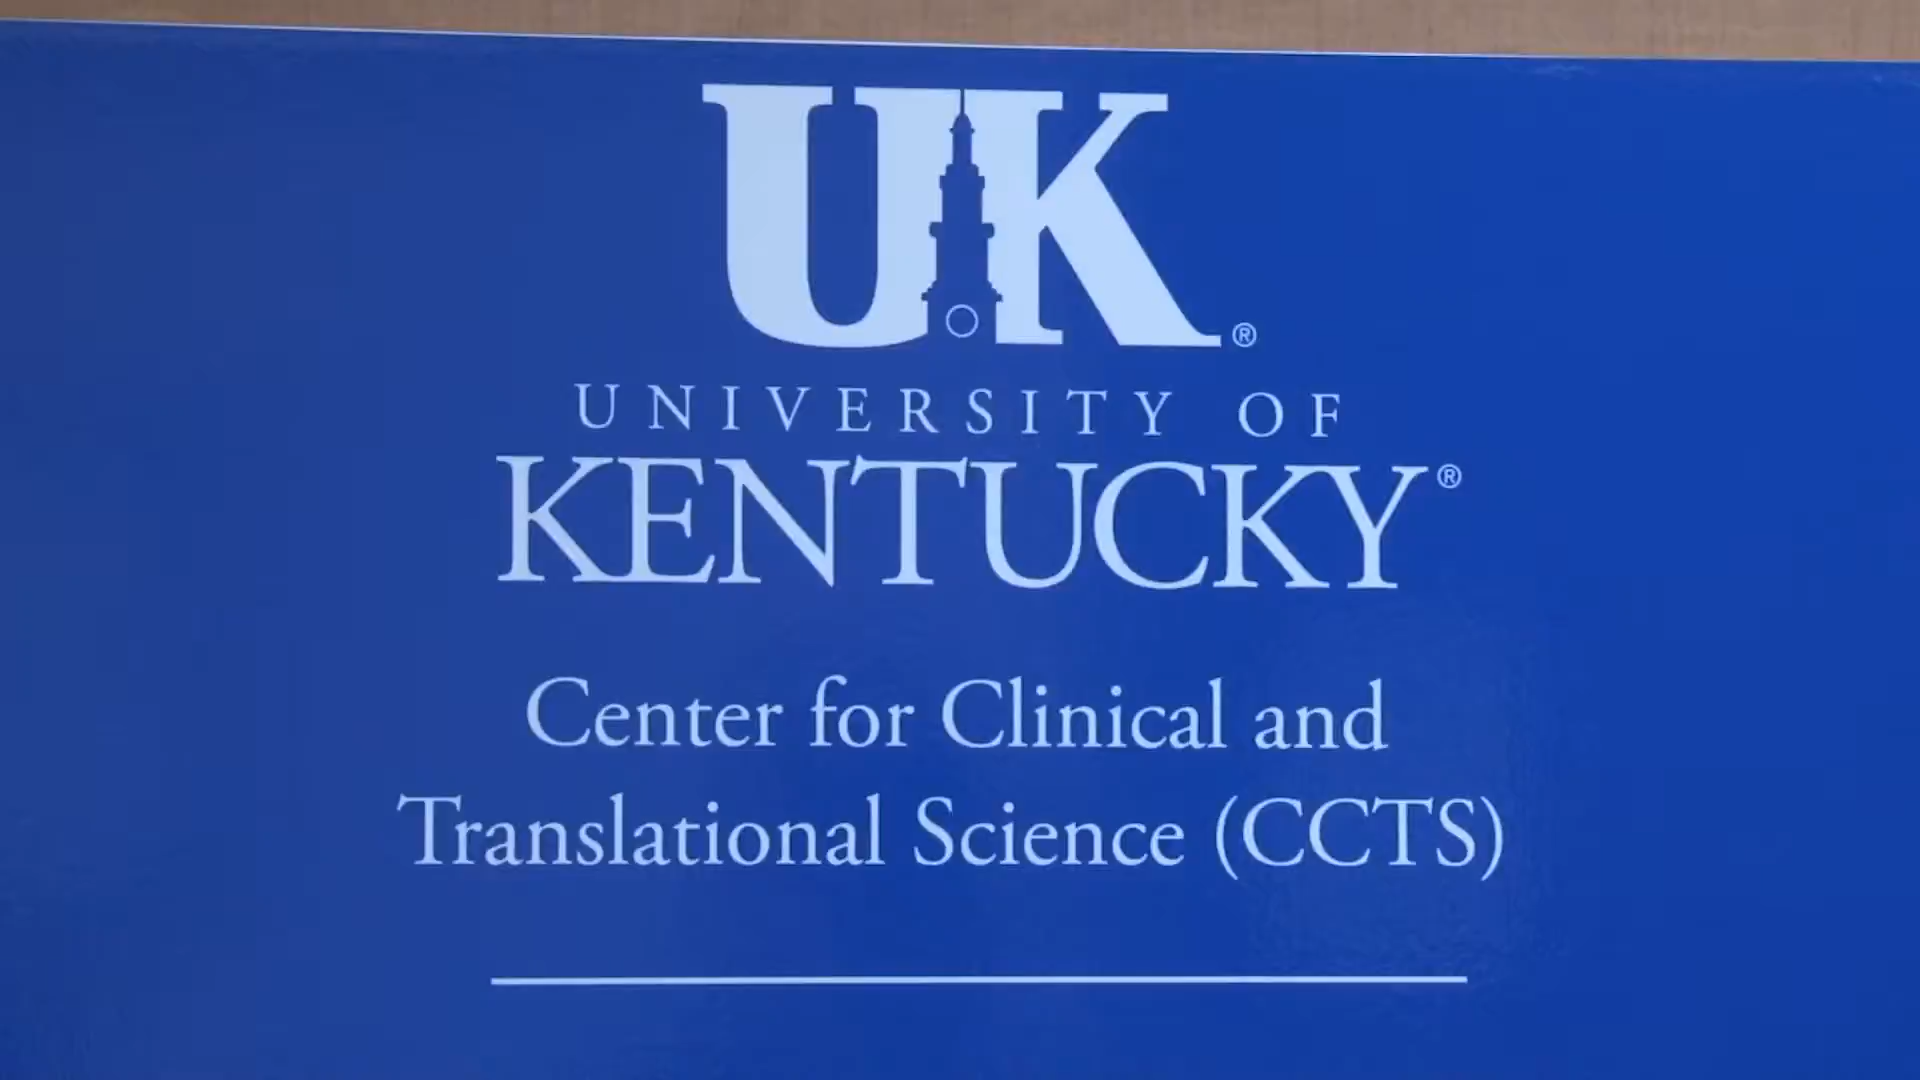 UK®
UNIVERSITY OF
KENTUCKY®
Center for Clinical and
Translational Science (CCTS)